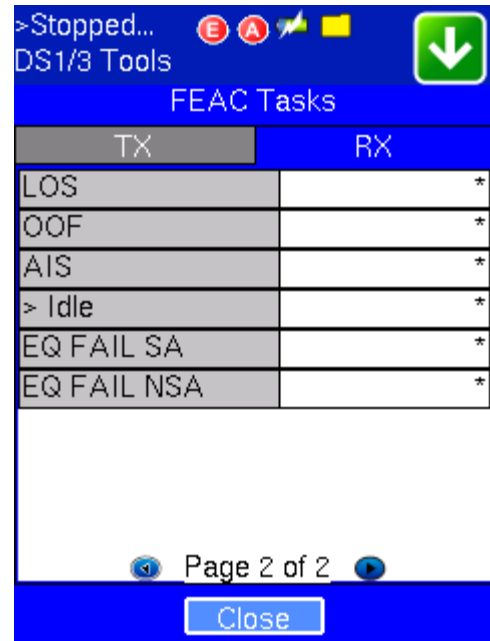 >Stopped... E A
DS1/3 Tools
FEAC Tasks
TX RX
LOS *
OOF *
AIS *
> Idle *
EQ FAIL SA *
EQ FAIL NSA *
Page 2 of 2
Close